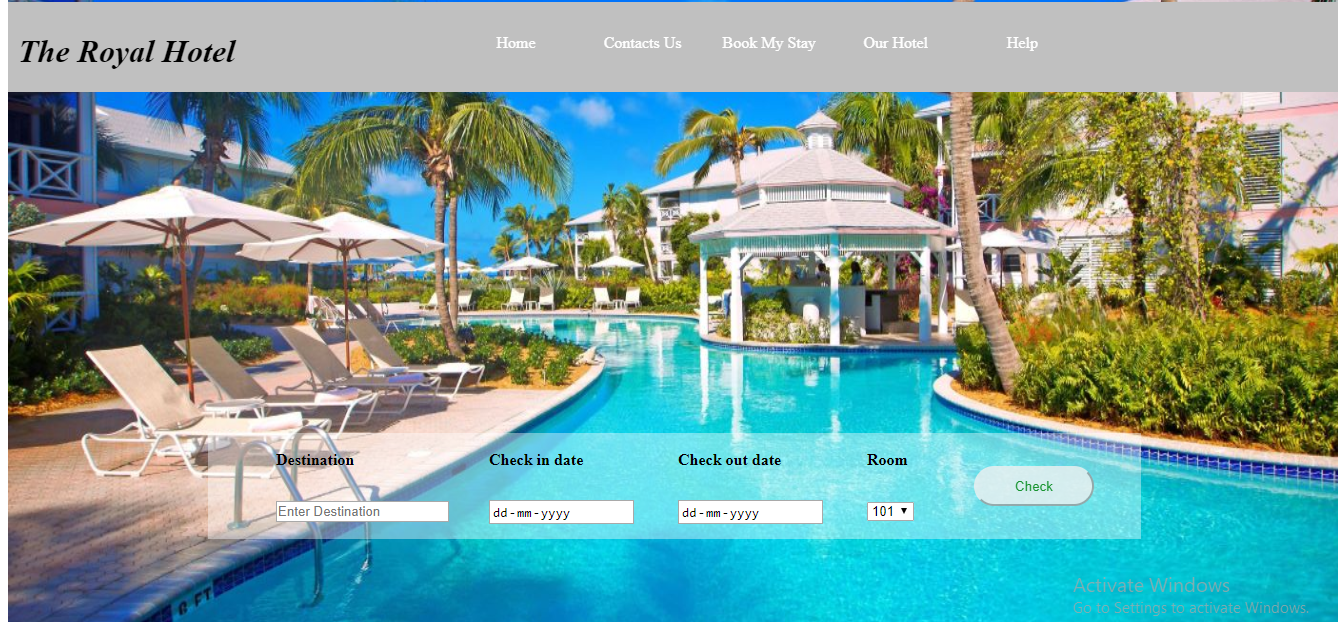 The Royal Hotel
Home Contacts Us Book My Stay Our Hotel Help
Destination Check in date Check out date Room
Check
Enter Destination dd-mm-yyyy dd-mm-yyyy 101
8 FT
Activate Windows
Go to Settings to activate Windows.